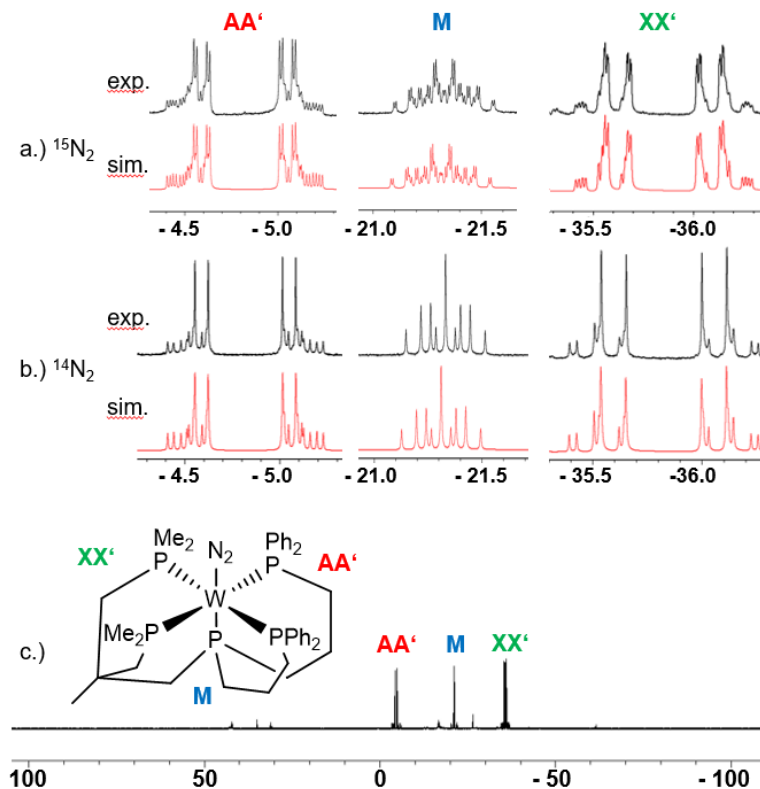 AA‘ M XX‘
exp.
a.) 15N2
sim.
- 4.5 - 5.0 - 21.0 - 21.5 - 35.5 - 36.0
exp.
b.) 14N2
sim.
- 4.5 - 5.0 - 21.0 - 21.5 - 35.5 - 36.0
XX‘ Me2 P N2 Ph2 P AA‘
W
Me2P P PPh2
c.) AA‘ M XX‘
M
100 50 0 - 50 - 100